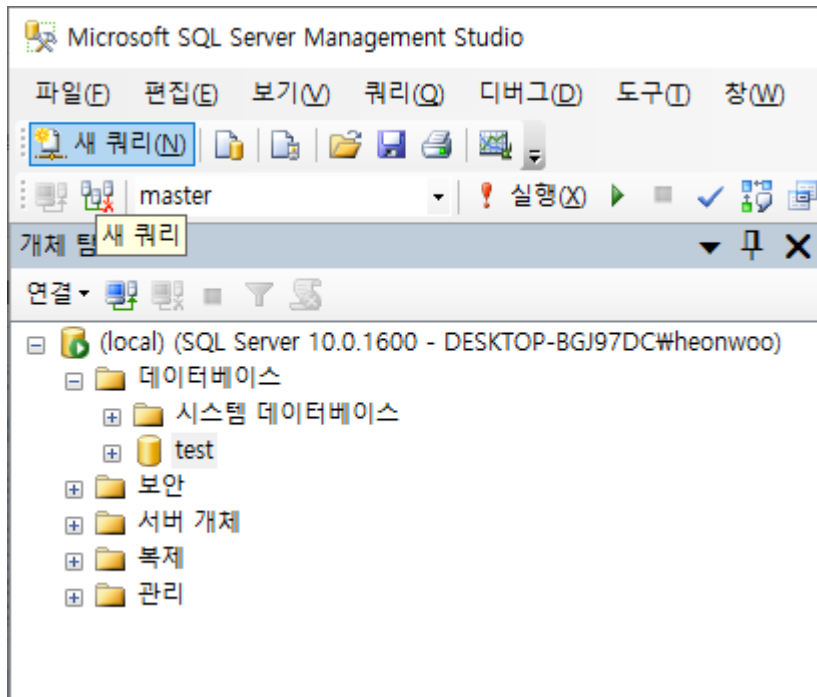 Microsoft SQL Server Management Studio
파일(F) 편집(E) 보기(V) 쿼리(Q) 디버그(D) 도구(T) 창(W)
새 쿼리(N)
master 실행(X)
새 쿼리
개체 탐
연결
(local) (SQL Server 10.0.1600 - DESKTOP-BGJ97DC₩heonwoo)
데이터베이스
시스템 데이터베이스
test
보안
서버 개체
복제
관리